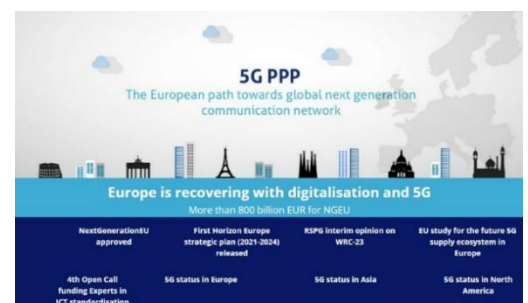 5G PPP
The European path towards global next generation
communication network
Europe is recovering with digitalisation and 5G
More than 800 billion EUR for NGEU
NextGenerationEU
approved
First Horizon Europe
strategic plan (2021-2024)
released
RSPG interim opinion on
WRC-23
EU study for the future 5G
supply ecosystem in
Europe
4th Open Call
funding Experts in
ICT standardisation
5G status in Europe
5G status in Asia
5G status in North
America